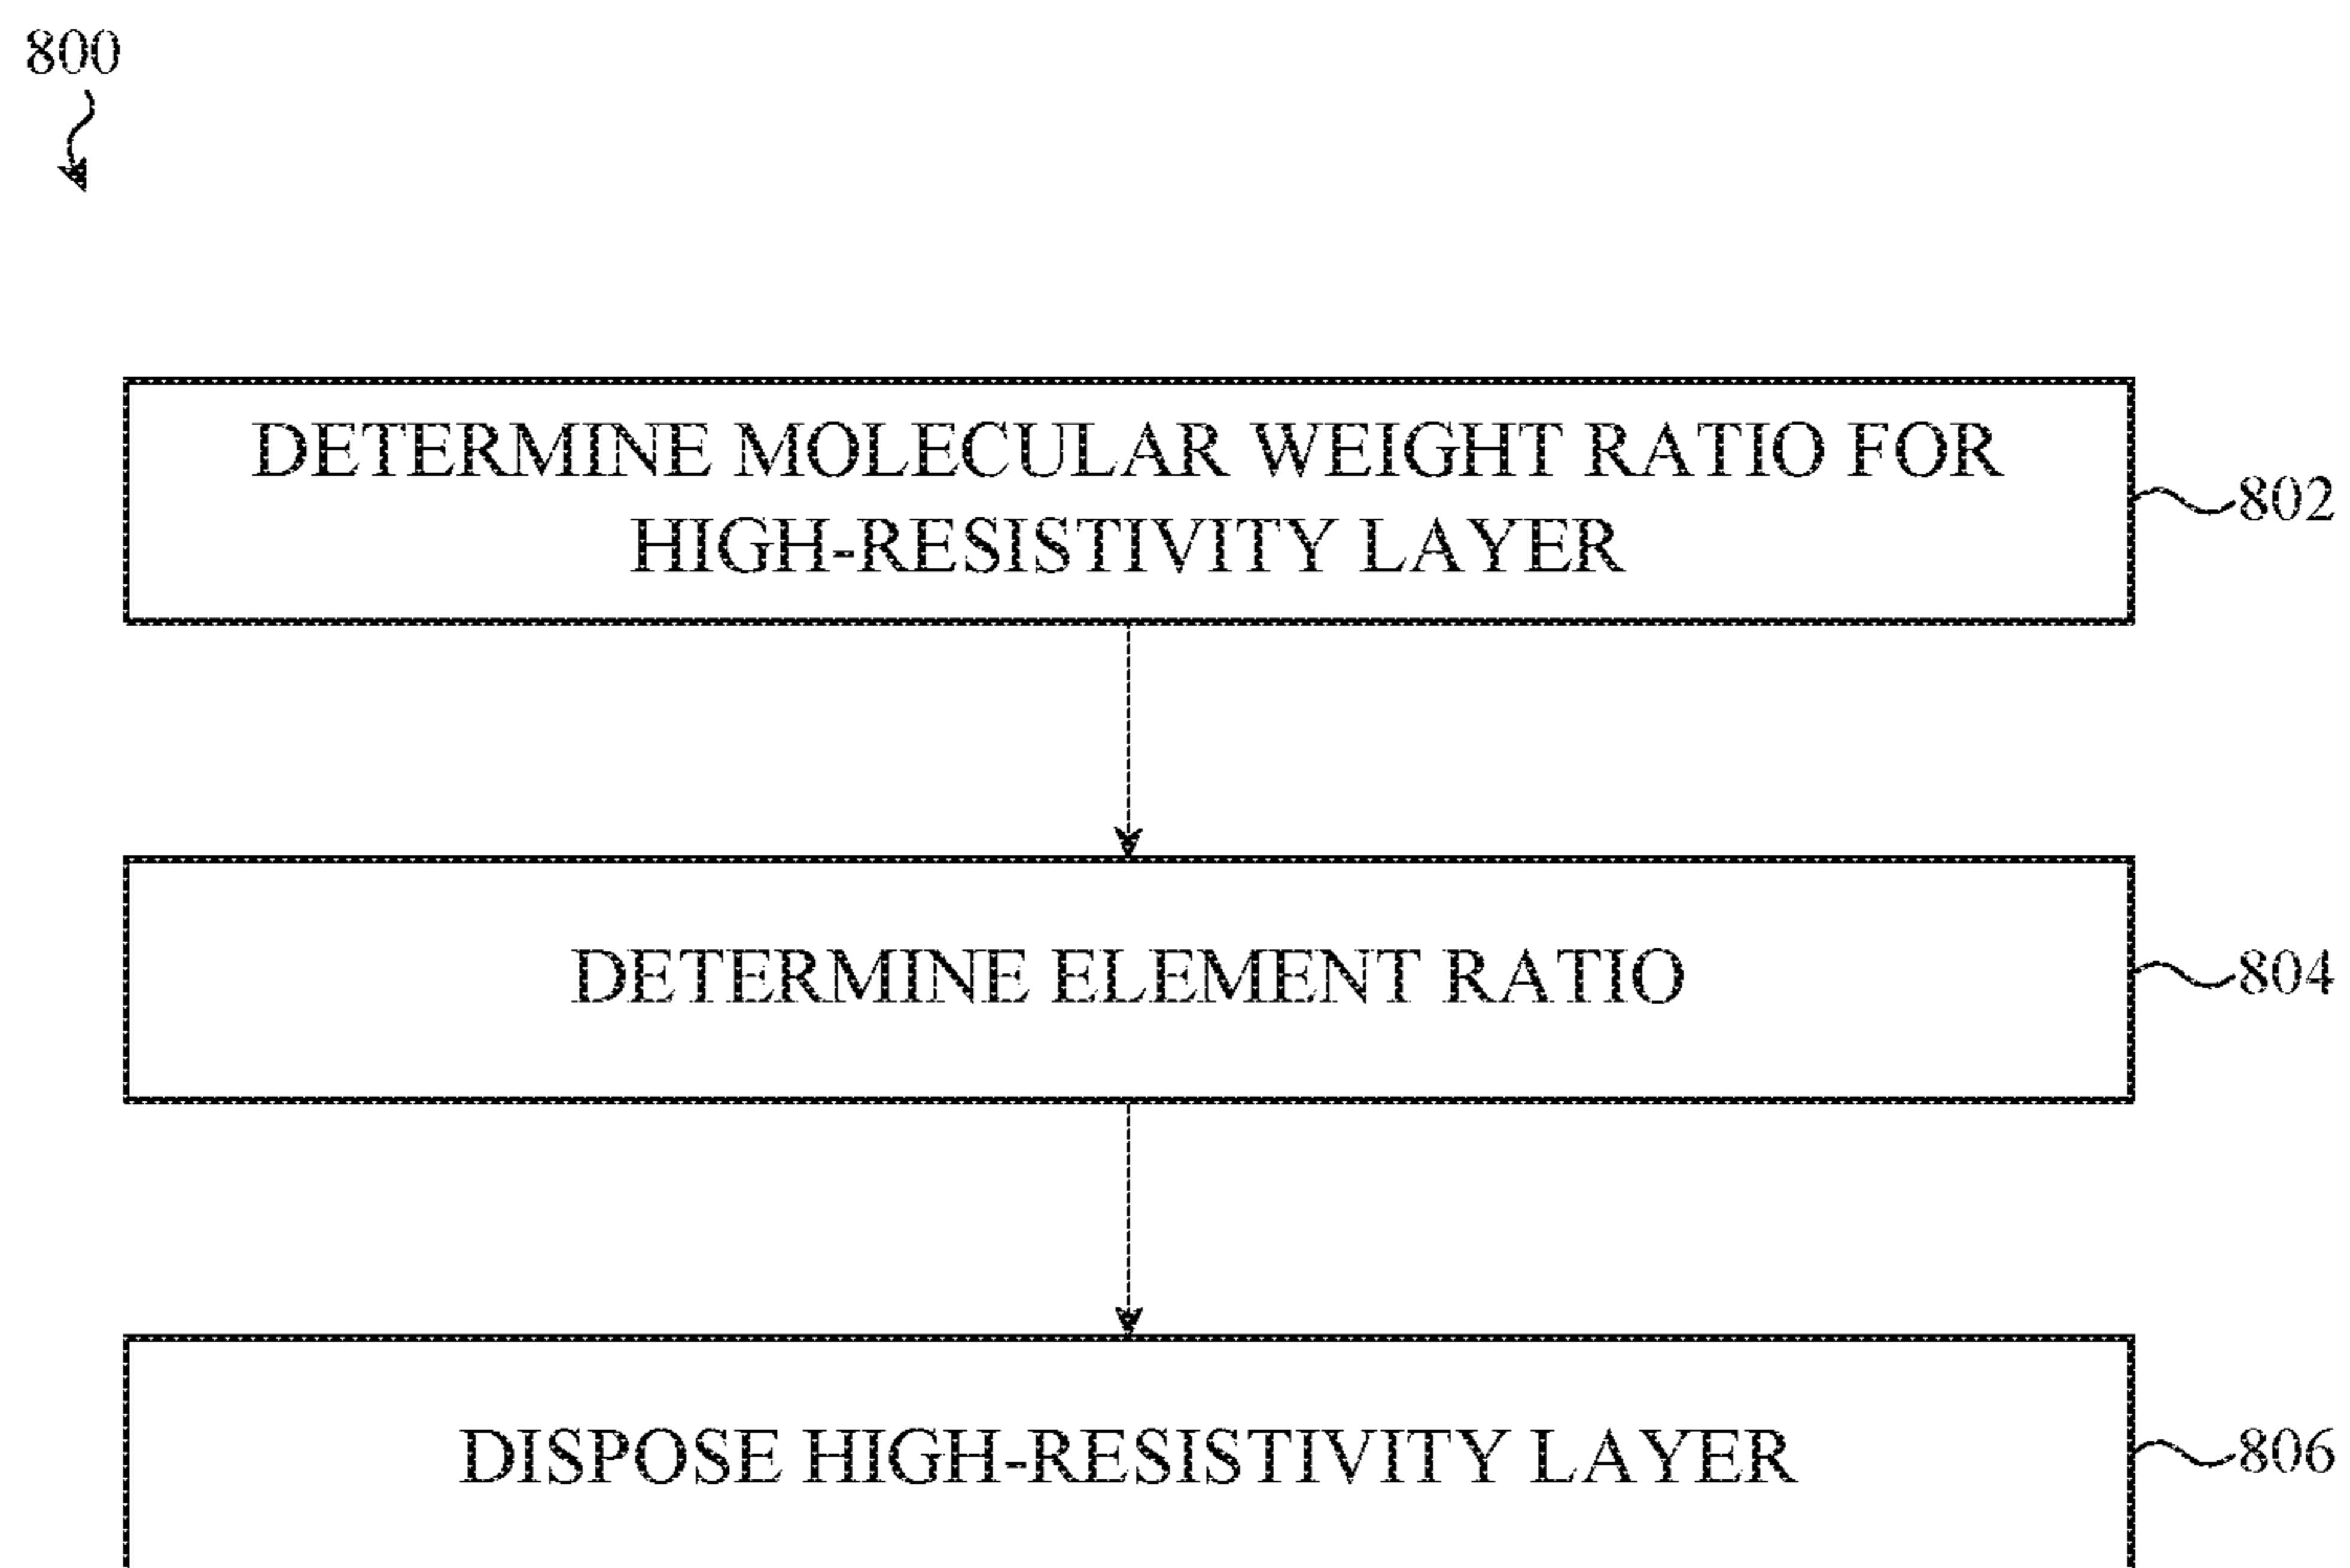 800
DETERMINE MOLECULAR WEIGHT RATIO FOR
HIGH-RESISTIVITY LAYER
802
DETERMINE ELEMENT RATIO
804
DISPOSE HIGH-RESISTIVITY LAYER
806